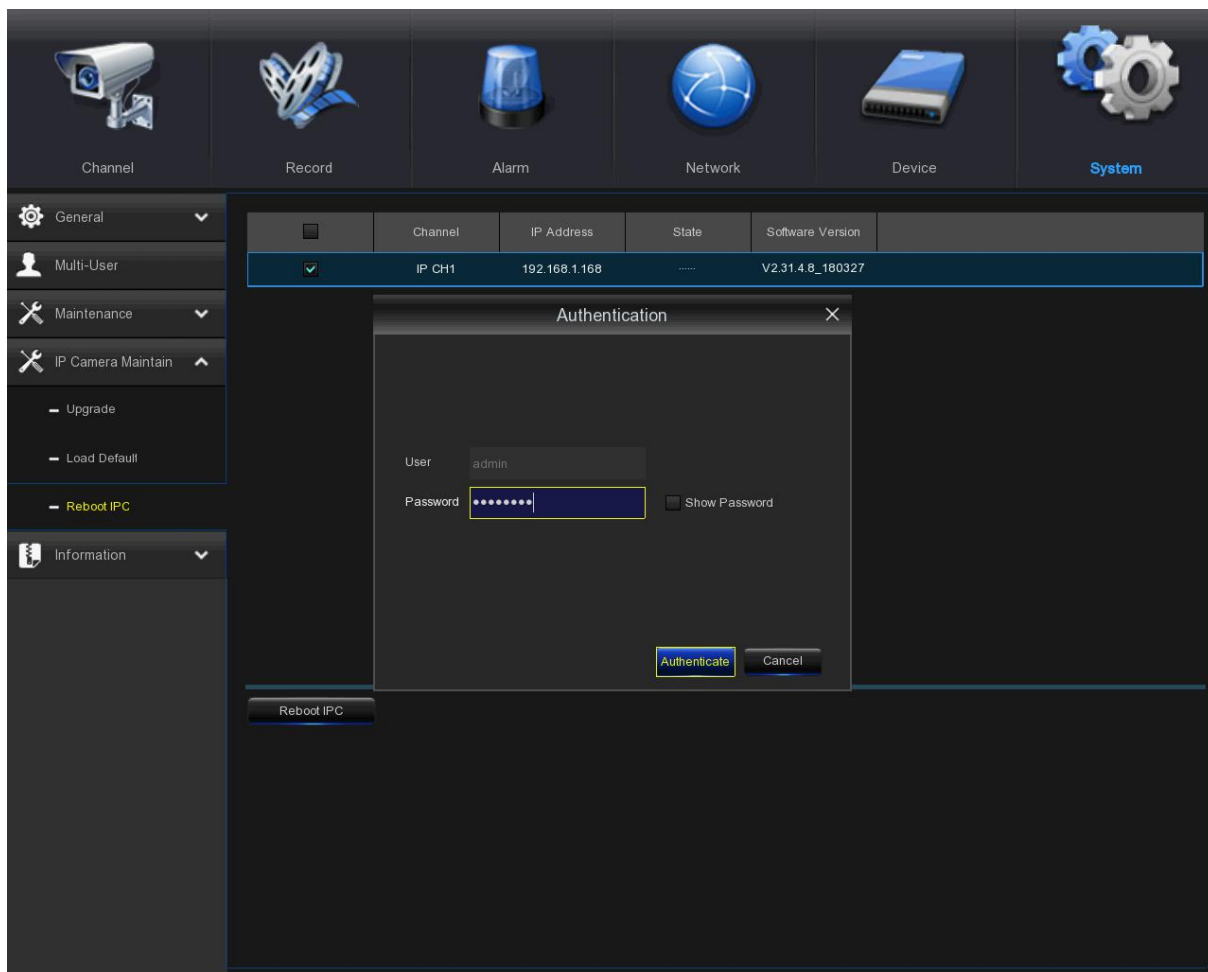 Channel Record Alarm Network Device System
General
Multi-User
Maintenance
IP Camera Maintain
Upgrade
Load Default
Reboot IPC
Information
Channel IP Address State Software Version
IP CH1 192.168.1.168 ...... V2.31.4.8_180327
Authentication
User admin
Password •••••••• Show Password
Authenticate Cancel
Reboot IPC